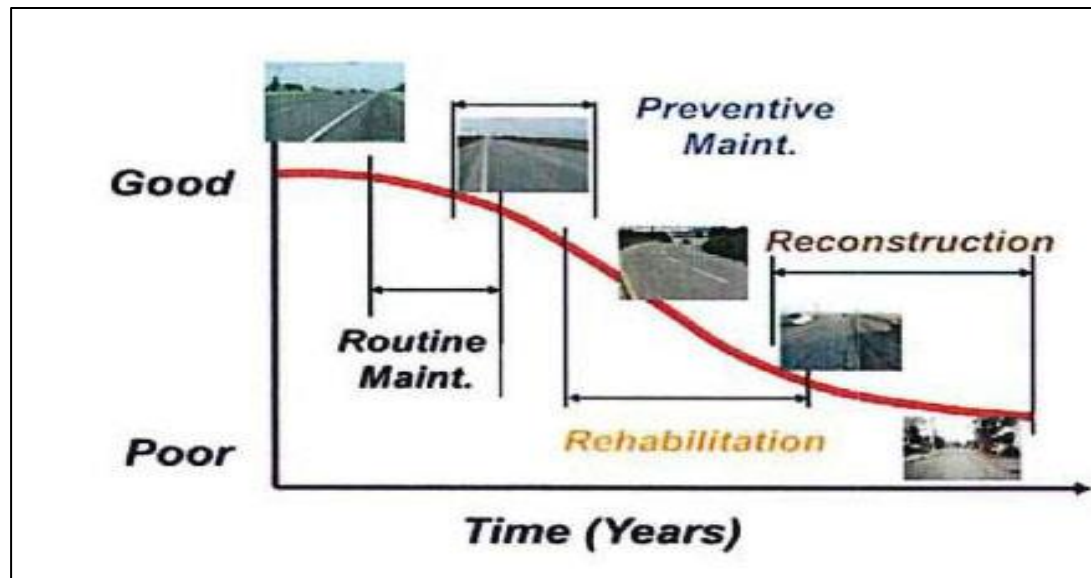 Preventive
Maint.
Good
Reconstruction
Routine
Maint.
Rehabilitation
Poor
Time (Years)